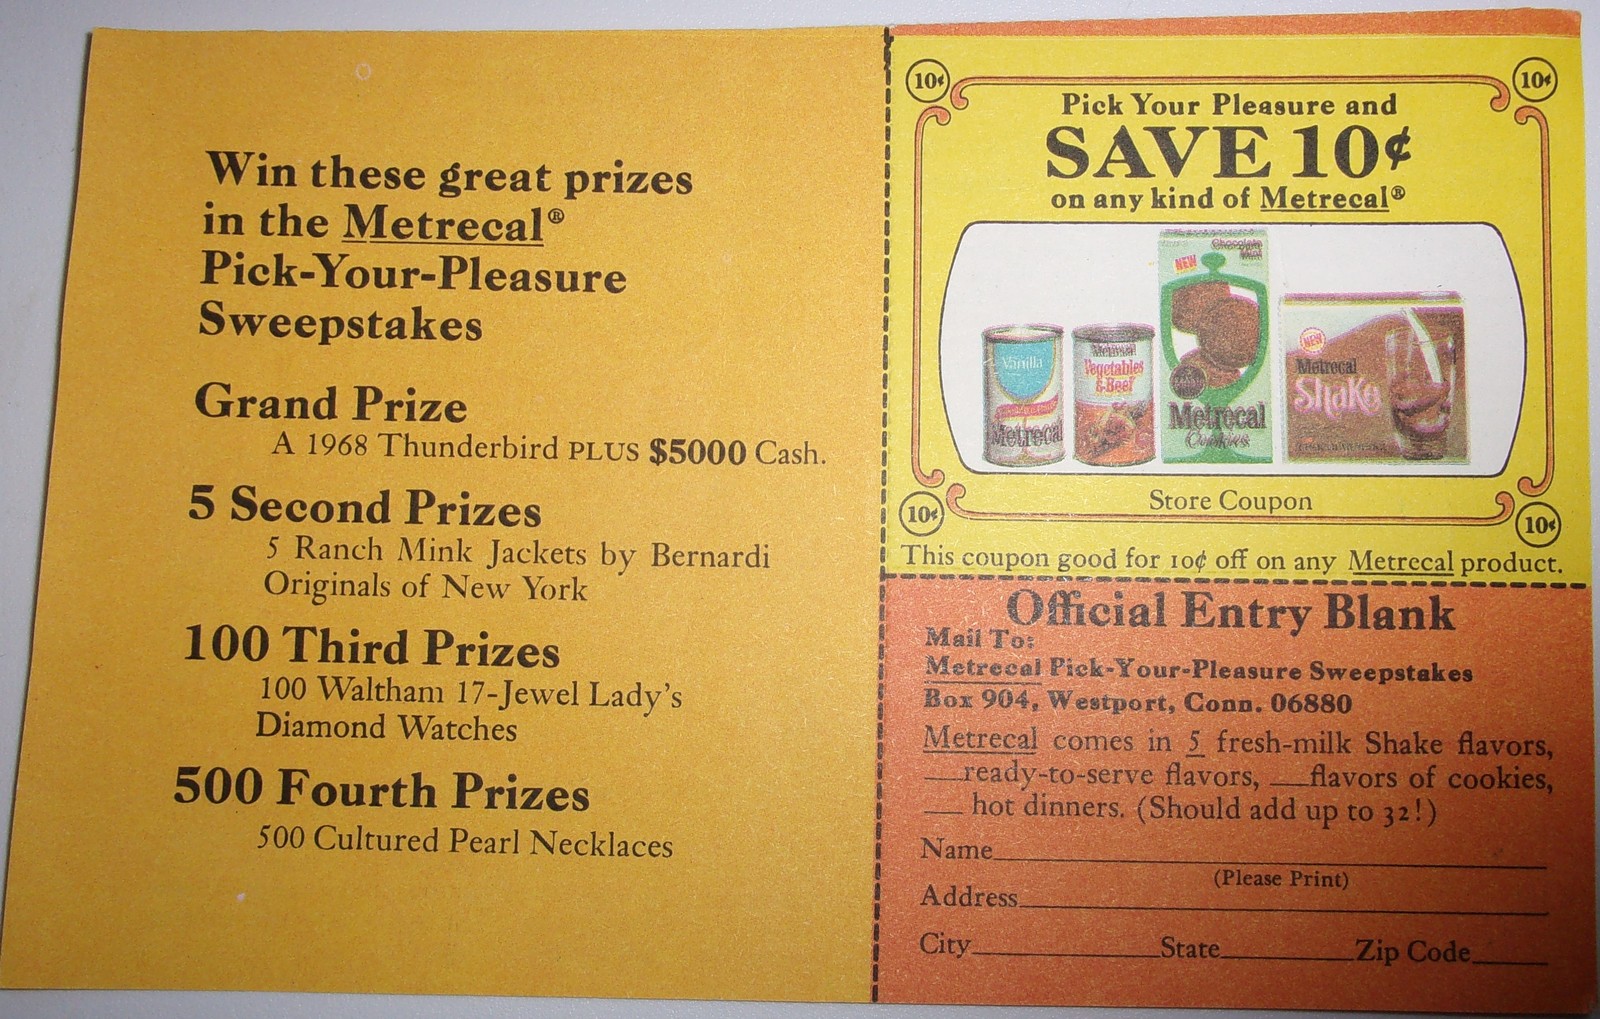 Win these great prizes
in the Metrecal®
Pick-Your-Pleasure
Sweepstakes
Grand Prize
A 1968 Thunderbird PLUS $5000 Cash.
5 Second Prizes
5 Ranch Mink Jackets by Bernardi
Originals of New York
100 Third Prizes
100 Waltham 17-Jewel Lady's
Diamond Watches
500 Fourth Prizes
500 Cultured Pearl Necklaces
10¢ 10¢
Pick Your Pleasure and
SAVE 10¢
on any kind of Metrecal®
Vanilla
Metrecal
Metrecal
Vegetables
& Beef
Chocolate
Mint
NEW
Metrecal
Cookies
NEW
Metrecal
Shake
Store Coupon
10¢ 10¢
This coupon good for 10¢ off on any Metrecal product.
Official Entry Blank
Mail To:
Metrecal Pick-Your-Pleasure Sweepstakes
Box 904, Westport, Conn. 06880
Metrecal comes in 5 fresh-milk Shake flavors,
___ready-to-serve flavors, ___flavors of cookies,
___ hot dinners. (Should add up to 32!)
Name
(Please Print)
Address
City State Zip Code